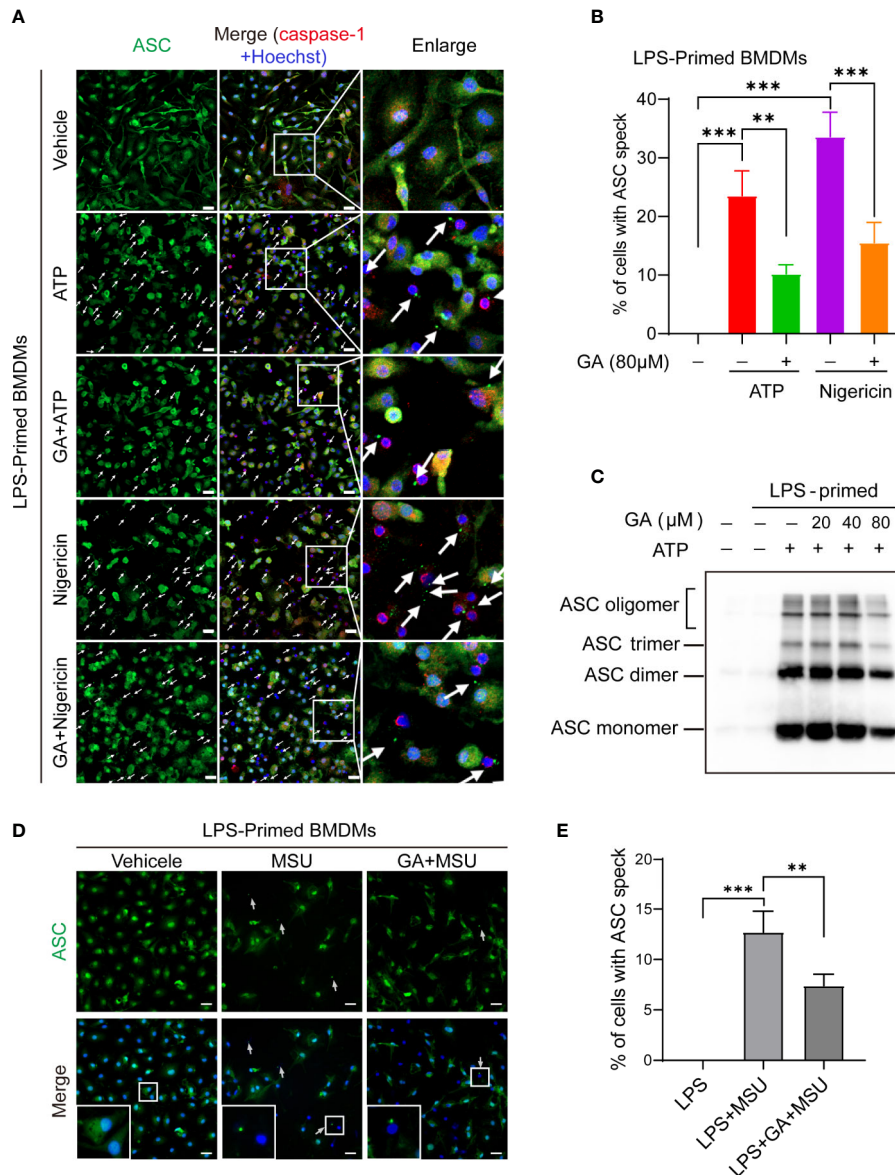 A
ASC
Merge (caspase-1
+Hoechst)
Enlarge
LPS-Primed BMDMs
Vehicle
ATP
GA+ATP
Nigericin
GA+Nigericin
B
LPS-Primed BMDMs
% of cells with ASC speck
40
30
20
10
0
***
***
**
***
GA (80μM) – – + – +
ATP Nigericin
C
LPS - primed
GA (μM) – – – 20 40 80
ATP – – + + + +
ASC oligomer
ASC trimer
ASC dimer
ASC monomer
D
LPS-Primed BMDMs
Vehicele MSU GA+MSU
ASC
Merge
E
% of cells with ASC speck
20
15
10
5
0
*** **
LPS
LPS+MSU
LPS+GA+MSU